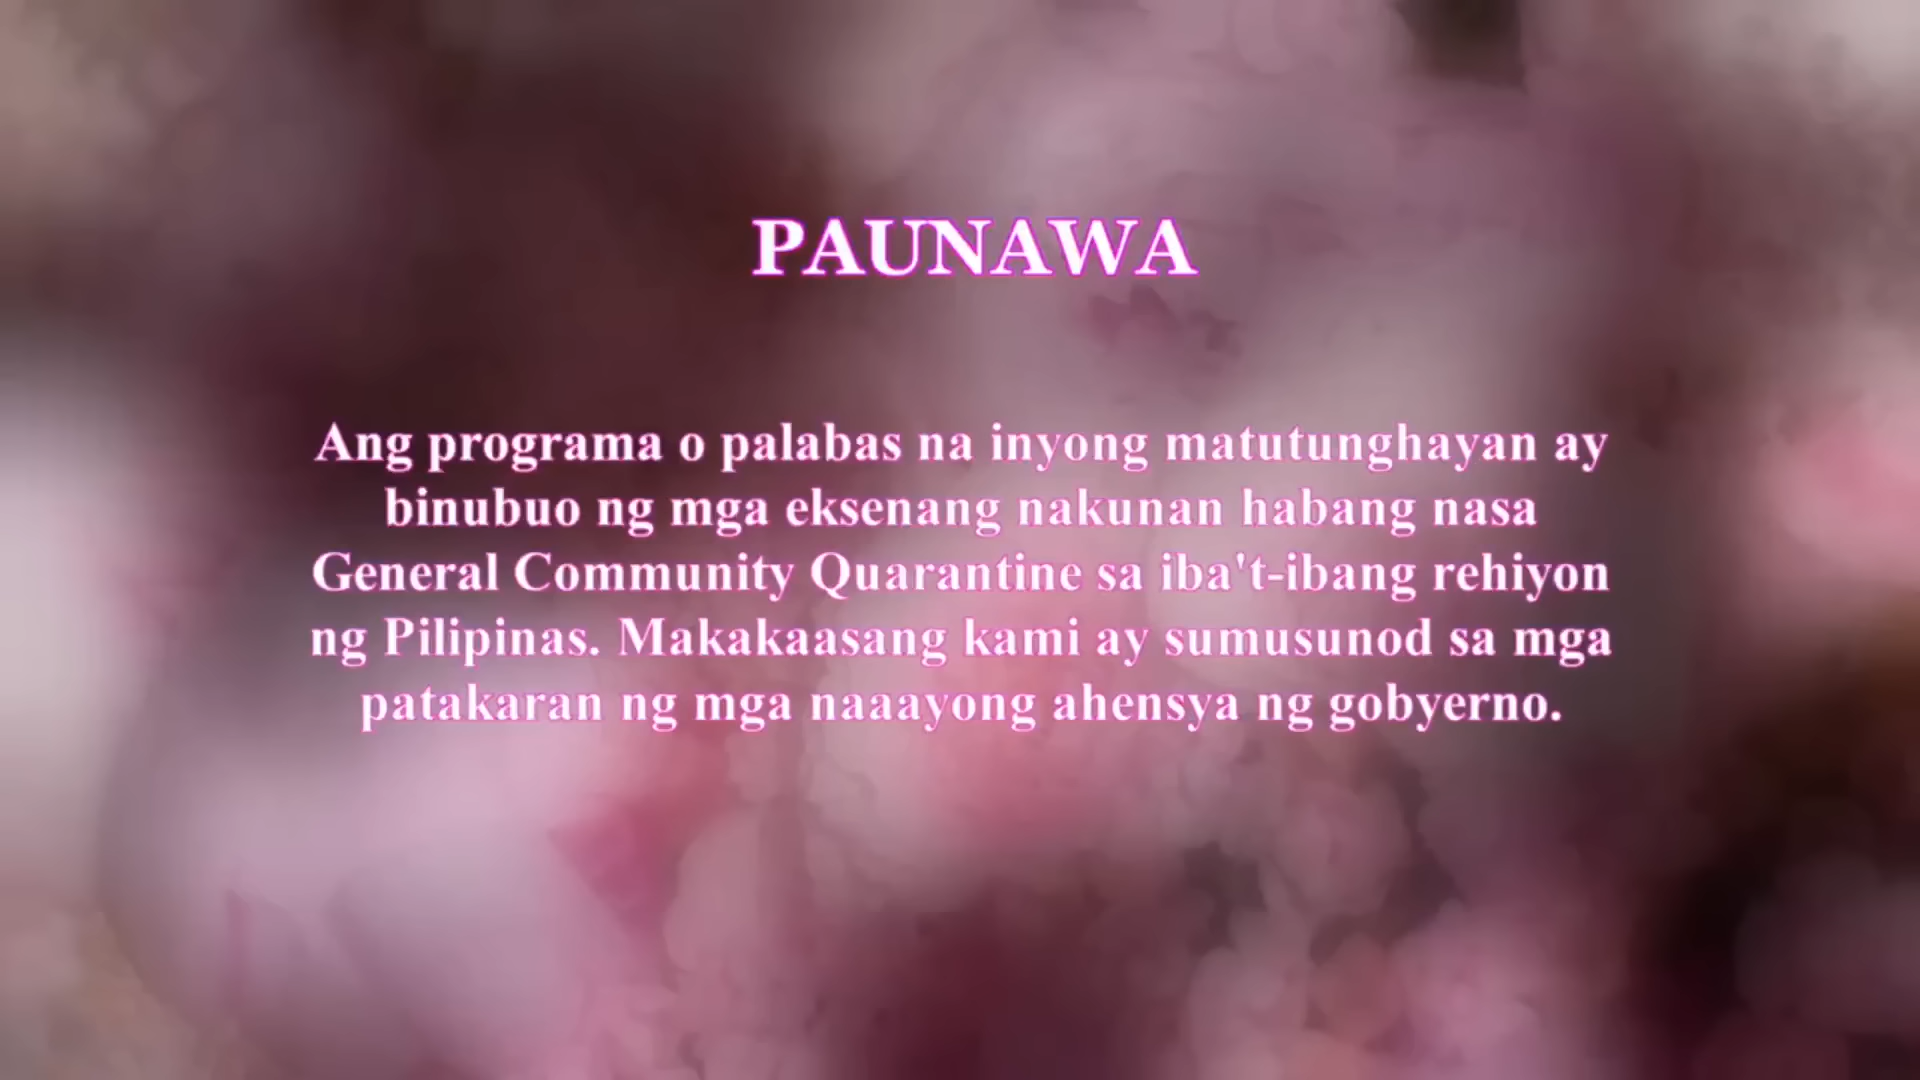 PAUNAWA
Ang programa o palabas na inyong matutunghayan ay
binubuo ng mga eksenang nakunan habang nasa
General Community Quarantine sa iba't-ibang rehiyon
ng Pilipinas. Makakaasang kami ay sumusunod sa mga
patakaran ng mga naaayong ahensya ng gobyerno.